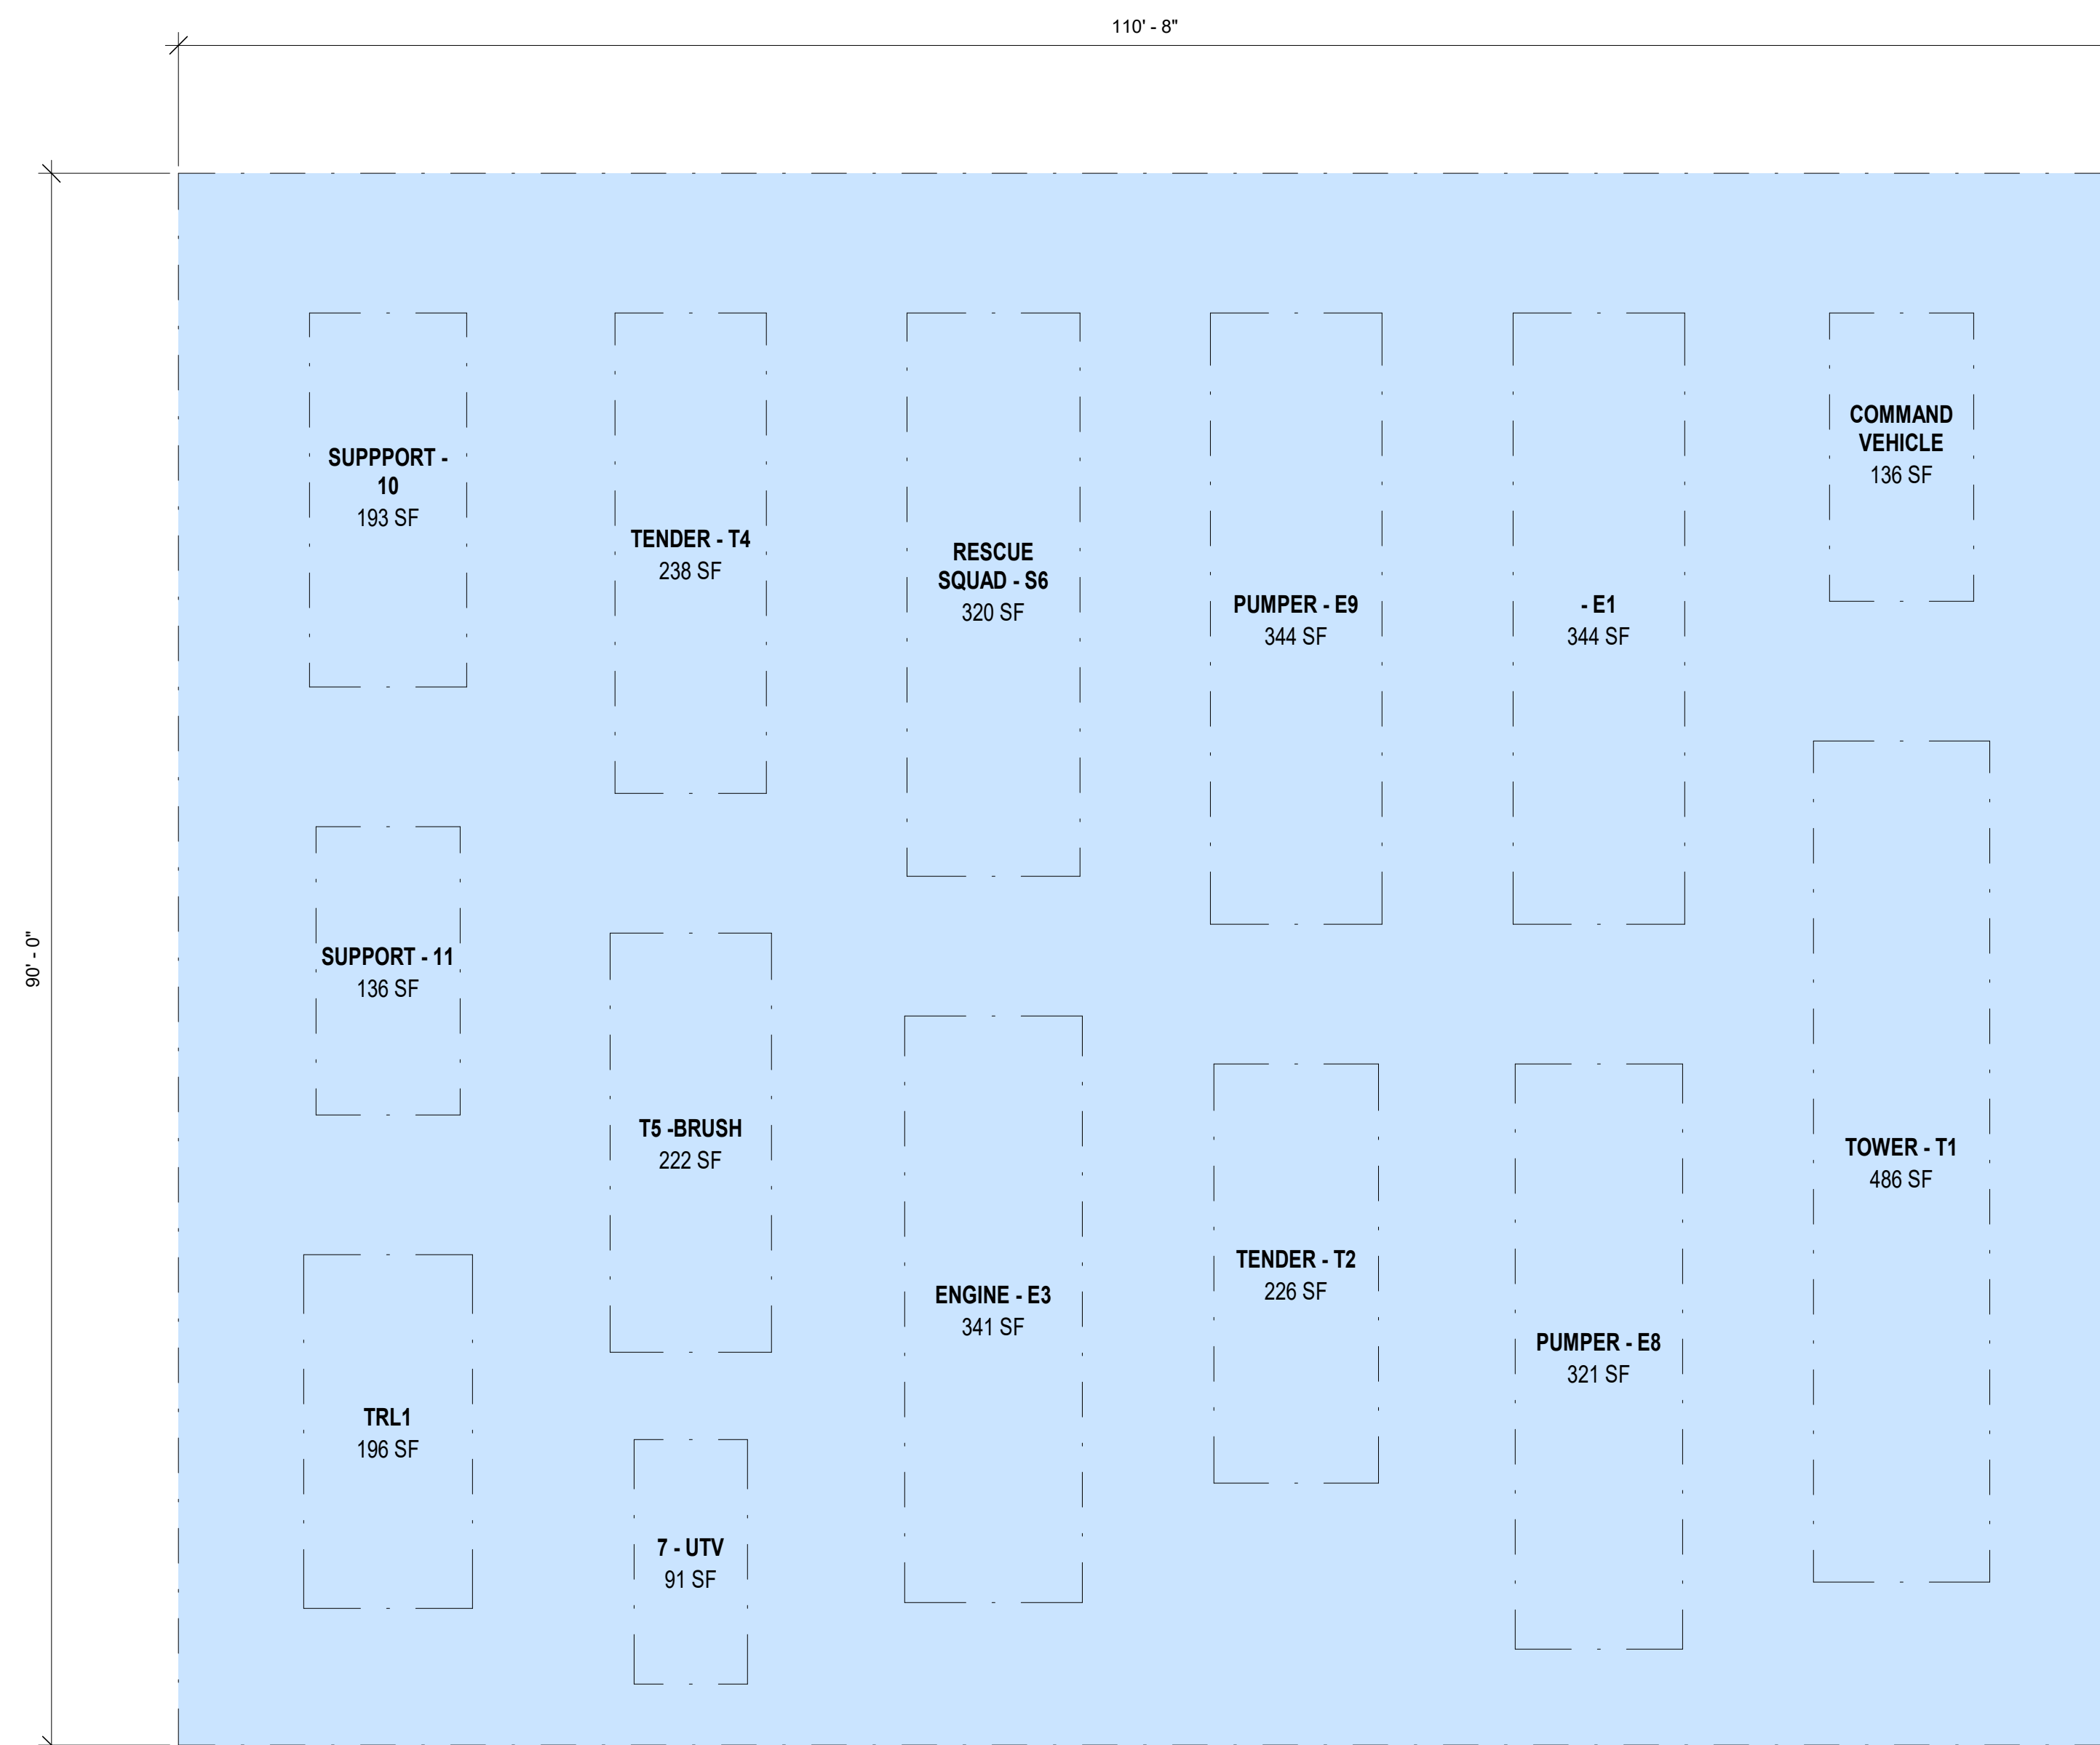 110' - 8"
90' - 0"
SUPPPORT -
10
193 SF
TENDER - T4
238 SF
RESCUE
SQUAD - S6
320 SF
PUMPER - E9
344 SF
- E1
344 SF
COMMAND
VEHICLE
136 SF
SUPPORT - 11
136 SF
T5 -BRUSH
222 SF
ENGINE - E3
341 SF
TENDER - T2
226 SF
PUMPER - E8
321 SF
TOWER - T1
486 SF
TRL1
196 SF
7 - UTV
91 SF